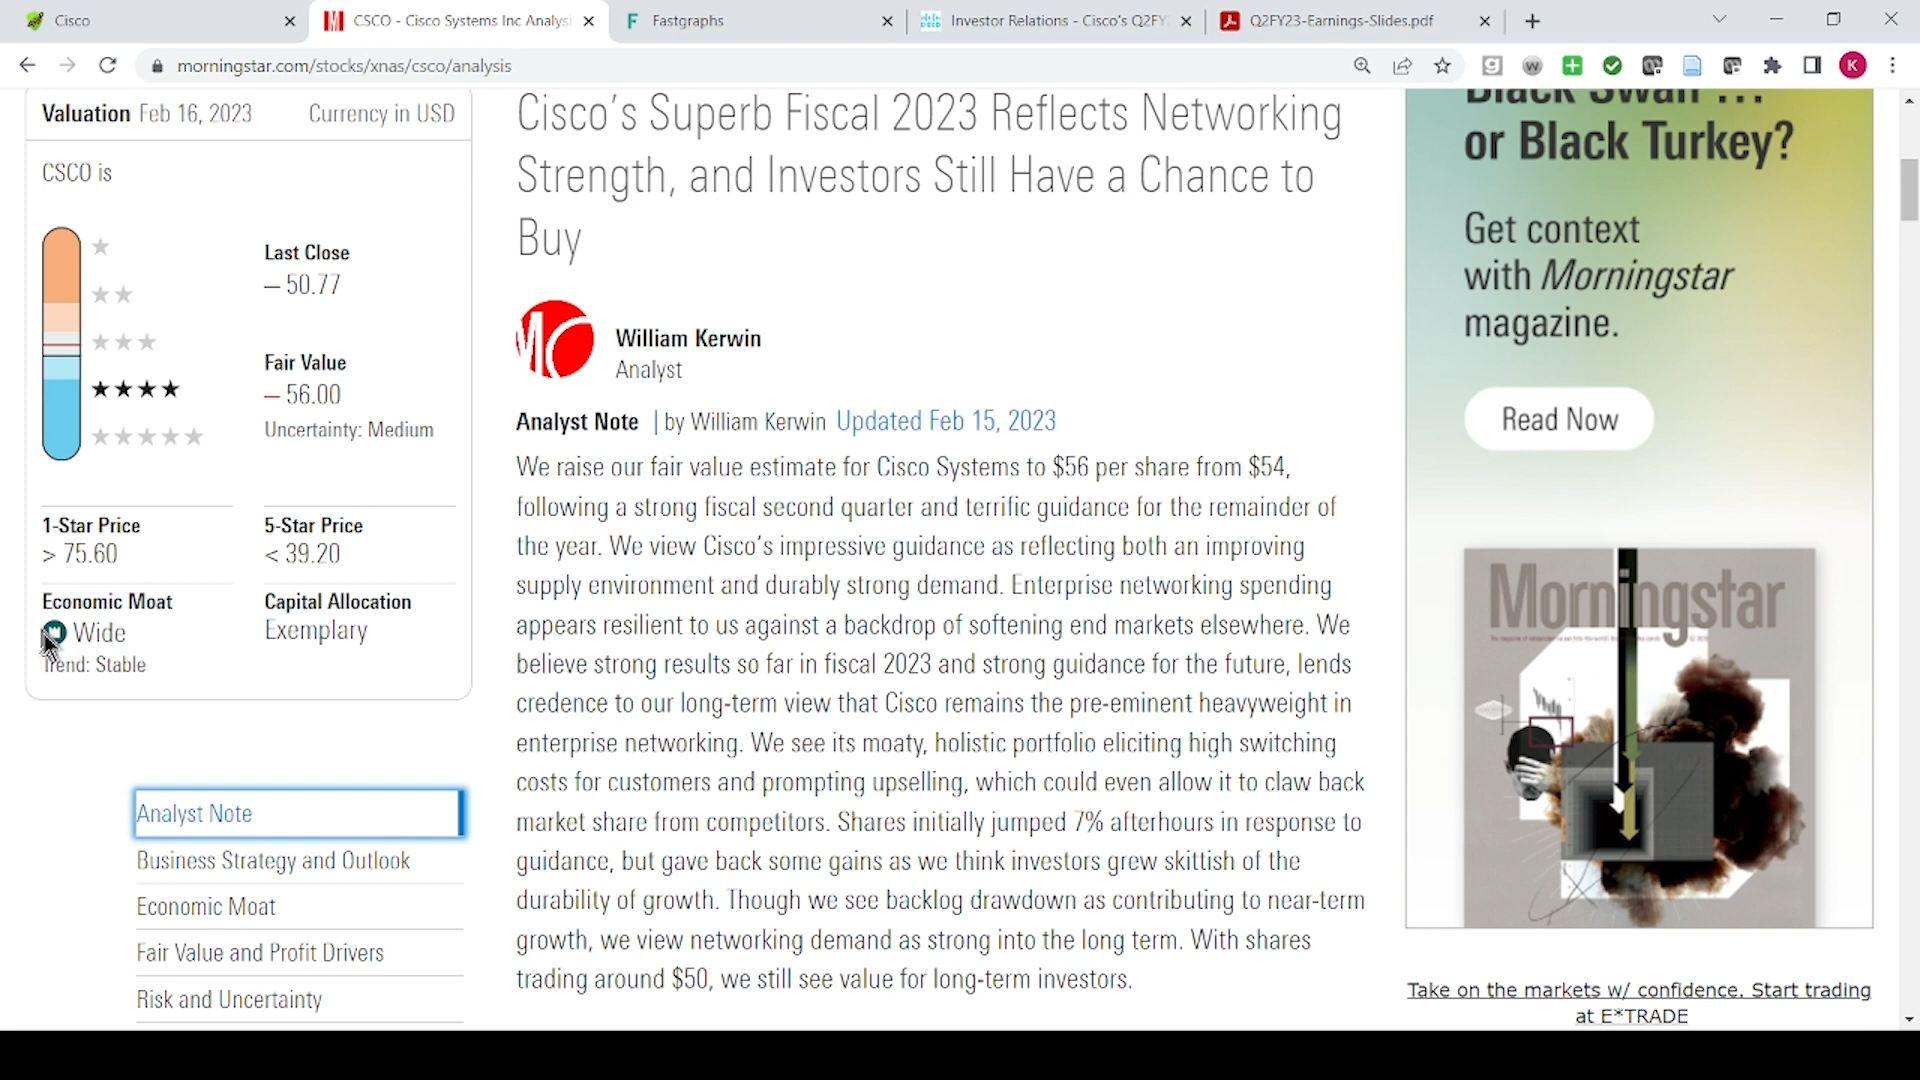 Cisco
CSCO - Cisco Systems Inc Analysi
Fastgraphs
Investor Relations - Cisco's Q2FY
Q2FY23-Earnings-Slides.pdf
morningstar.com/stocks/xnas/csco/analysis
K
Valuation Feb 16, 2023 Currency in USD
CSCO is
Last Close
50.77
Fair Value
56.00
Uncertainty: Medium
1-Star Price
> 75.60
5-Star Price
< 39.20
Economic Moat
Wide
Trend: Stable
Capital Allocation
Exemplary
Analyst Note
Business Strategy and Outlook
Economic Moat
Fair Value and Profit Drivers
Risk and Uncertainty
Cisco's Superb Fiscal 2023 Reflects Networking
Strength, and Investors Still Have a Chance to
Buy
William Kerwin
Analyst
Analyst Note | by William Kerwin Updated Feb 15, 2023
We raise our fair value estimate for Cisco Systems to $56 per share from $54,
following a strong fiscal second quarter and terrific guidance for the remainder of
the year. We view Cisco's impressive guidance as reflecting both an improving
supply environment and durably strong demand. Enterprise networking spending
appears resilient to us against a backdrop of softening end markets elsewhere. We
believe strong results so far in fiscal 2023 and strong guidance for the future, lends
credence to our long-term view that Cisco remains the pre-eminent heavyweight in
enterprise networking. We see its moaty, holistic portfolio eliciting high switching
costs for customers and prompting upselling, which could even allow it to claw back
market share from competitors. Shares initially jumped 7% afterhours in response to
guidance, but gave back some gains as we think investors grew skittish of the
durability of growth. Though we see backlog drawdown as contributing to near-term
growth, we view networking demand as strong into the long term. With shares
trading around $50, we still see value for long-term investors.
Black Swan ...
or Black Turkey?
Get context
with Morningstar
magazine.
Read Now
Morningstar
Take on the markets w/ confidence. Start trading
at E*TRADE